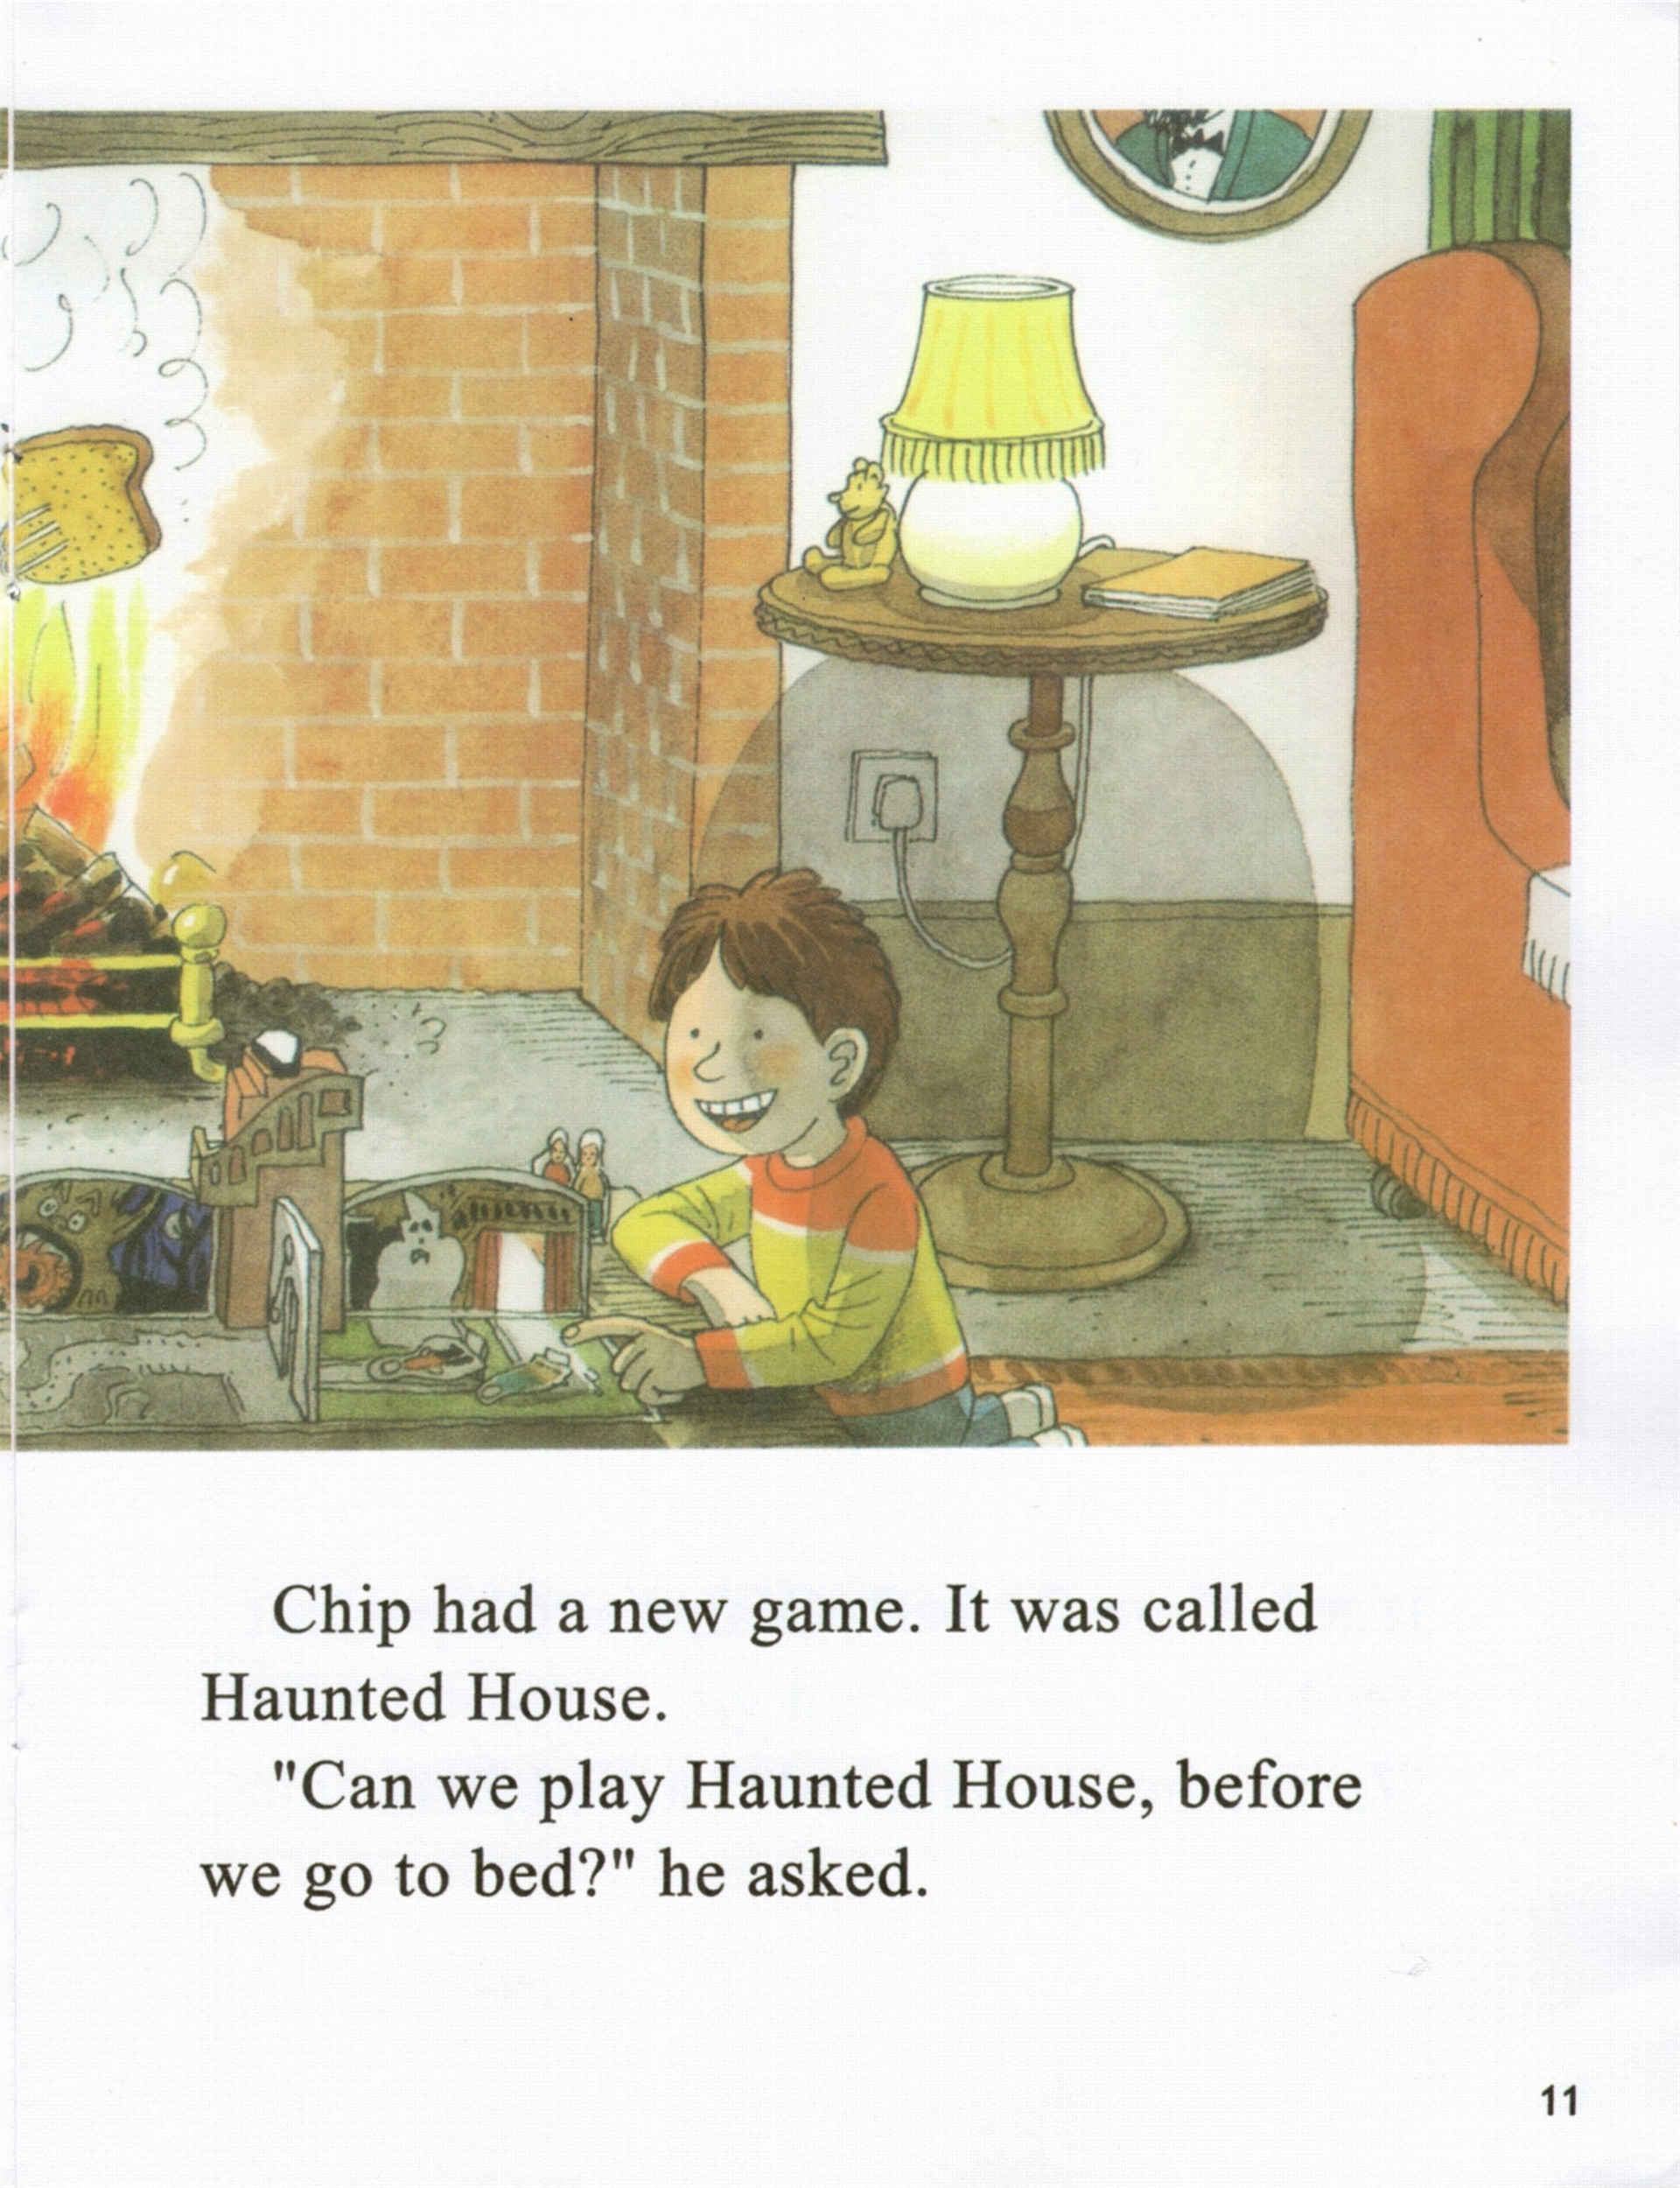 Chip had a new game. It was called
Haunted House.
"Can we play Haunted House, before
we go to bed?" he asked.
11